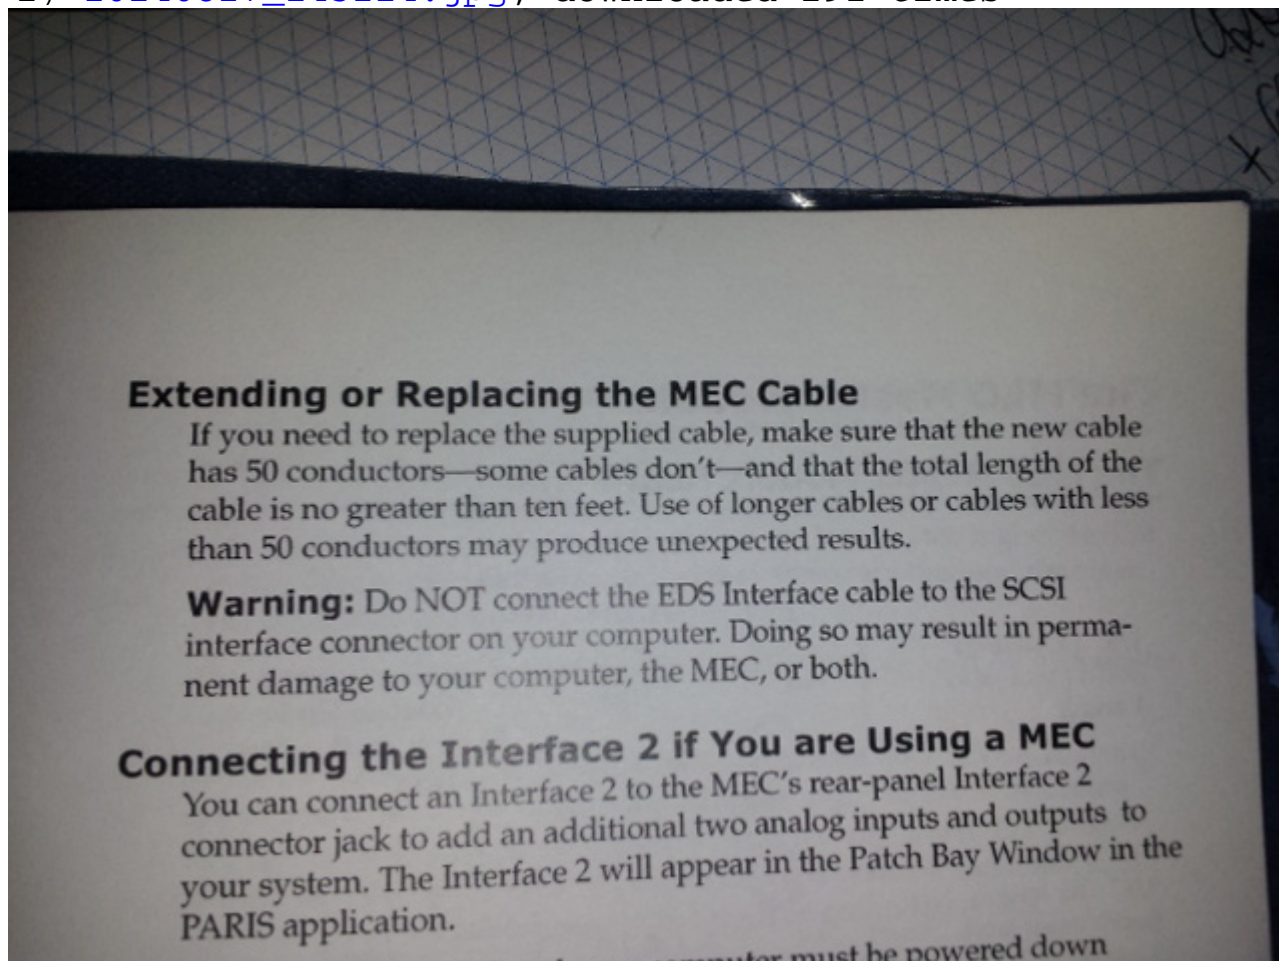 Extending or Replacing the MEC Cable
If you need to replace the supplied cable, make sure that the new cable
has 50 conductors—some cables don't—and that the total length of the
cable is no greater than ten feet. Use of longer cables or cables with less
than 50 conductors may produce unexpected results.
Warning: Do NOT connect the EDS Interface cable to the SCSI
interface connector on your computer. Doing so may result in perma-
nent damage to your computer, the MEC, or both.
Connecting the Interface 2 if You are Using a MEC
You can connect an Interface 2 to the MEC's rear-panel Interface 2
connector jack to add an additional two analog inputs and outputs to
your system. The Interface 2 will appear in the Patch Bay Window in the
PARIS application.
must be powered down